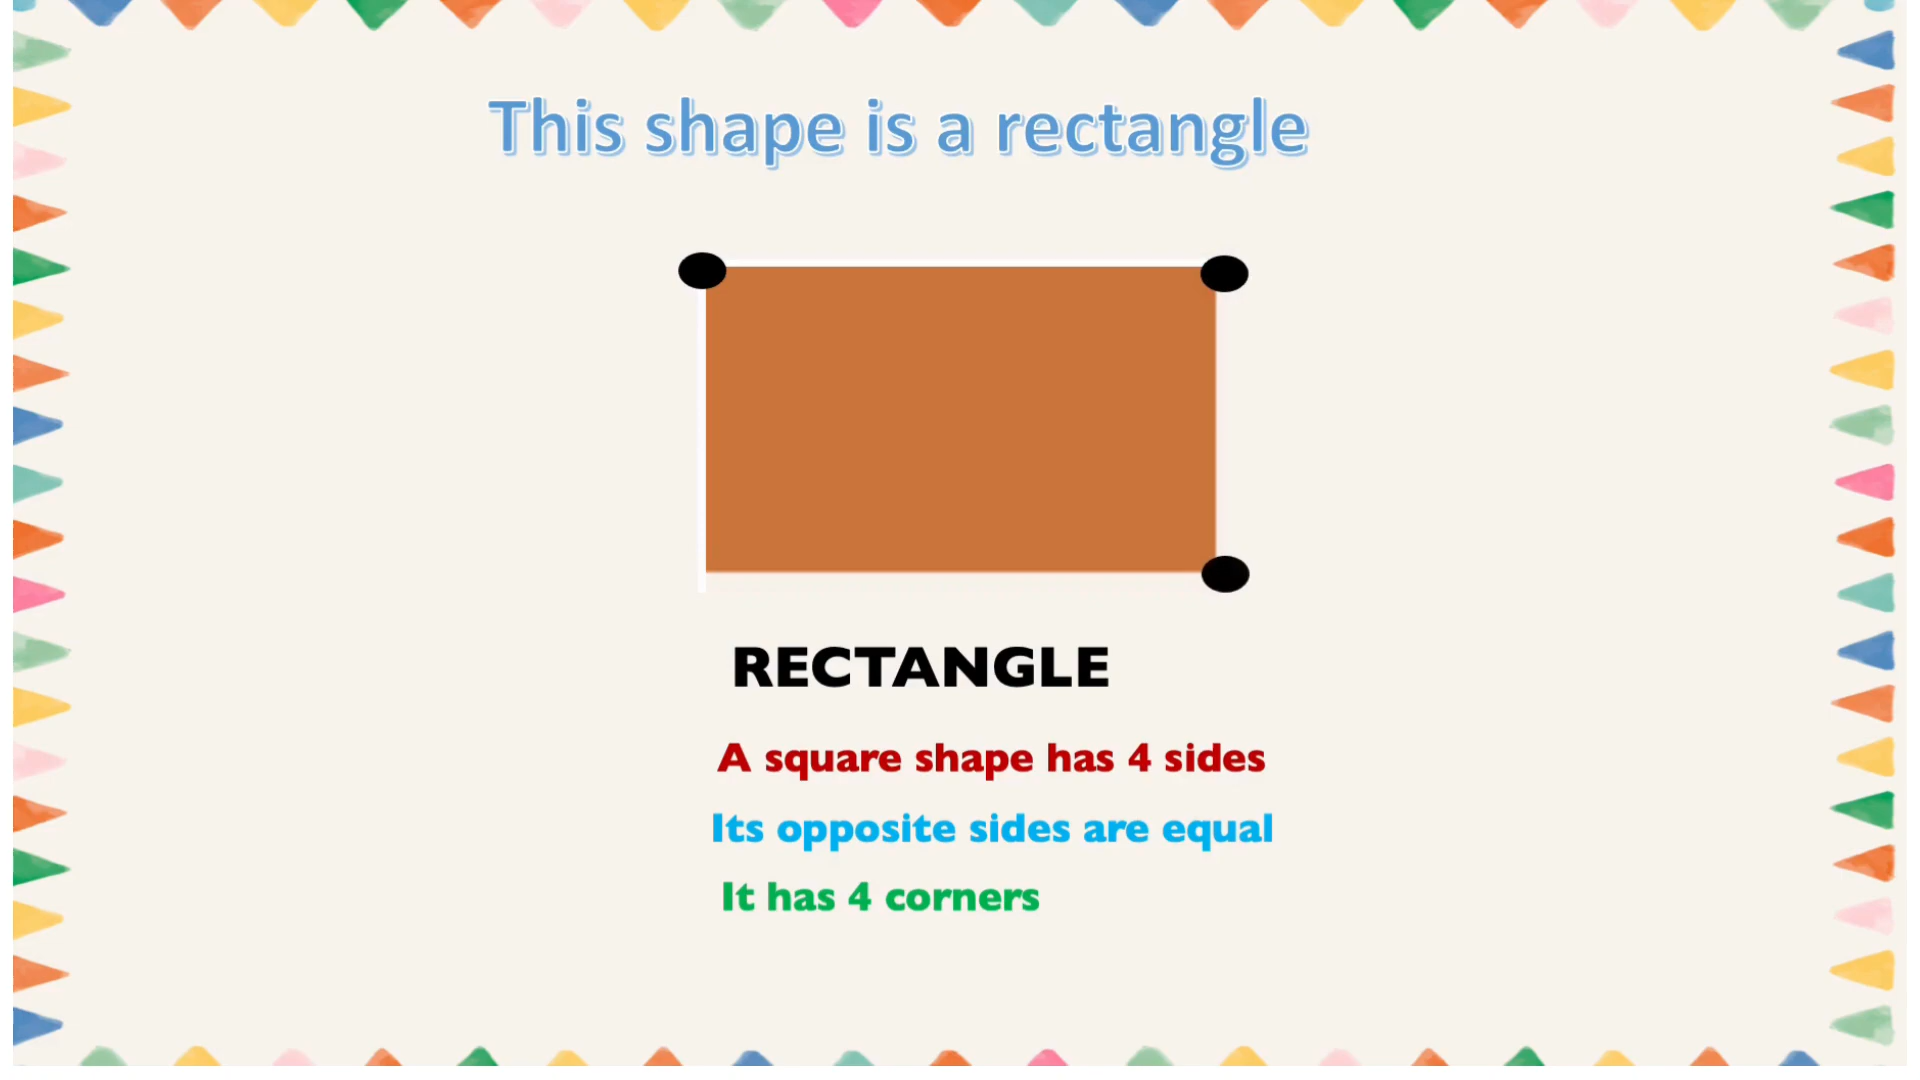 This shape is a rectangle
RECTANGLE
A square shape has 4 sides
Its opposite sides are equal
It has 4 corners